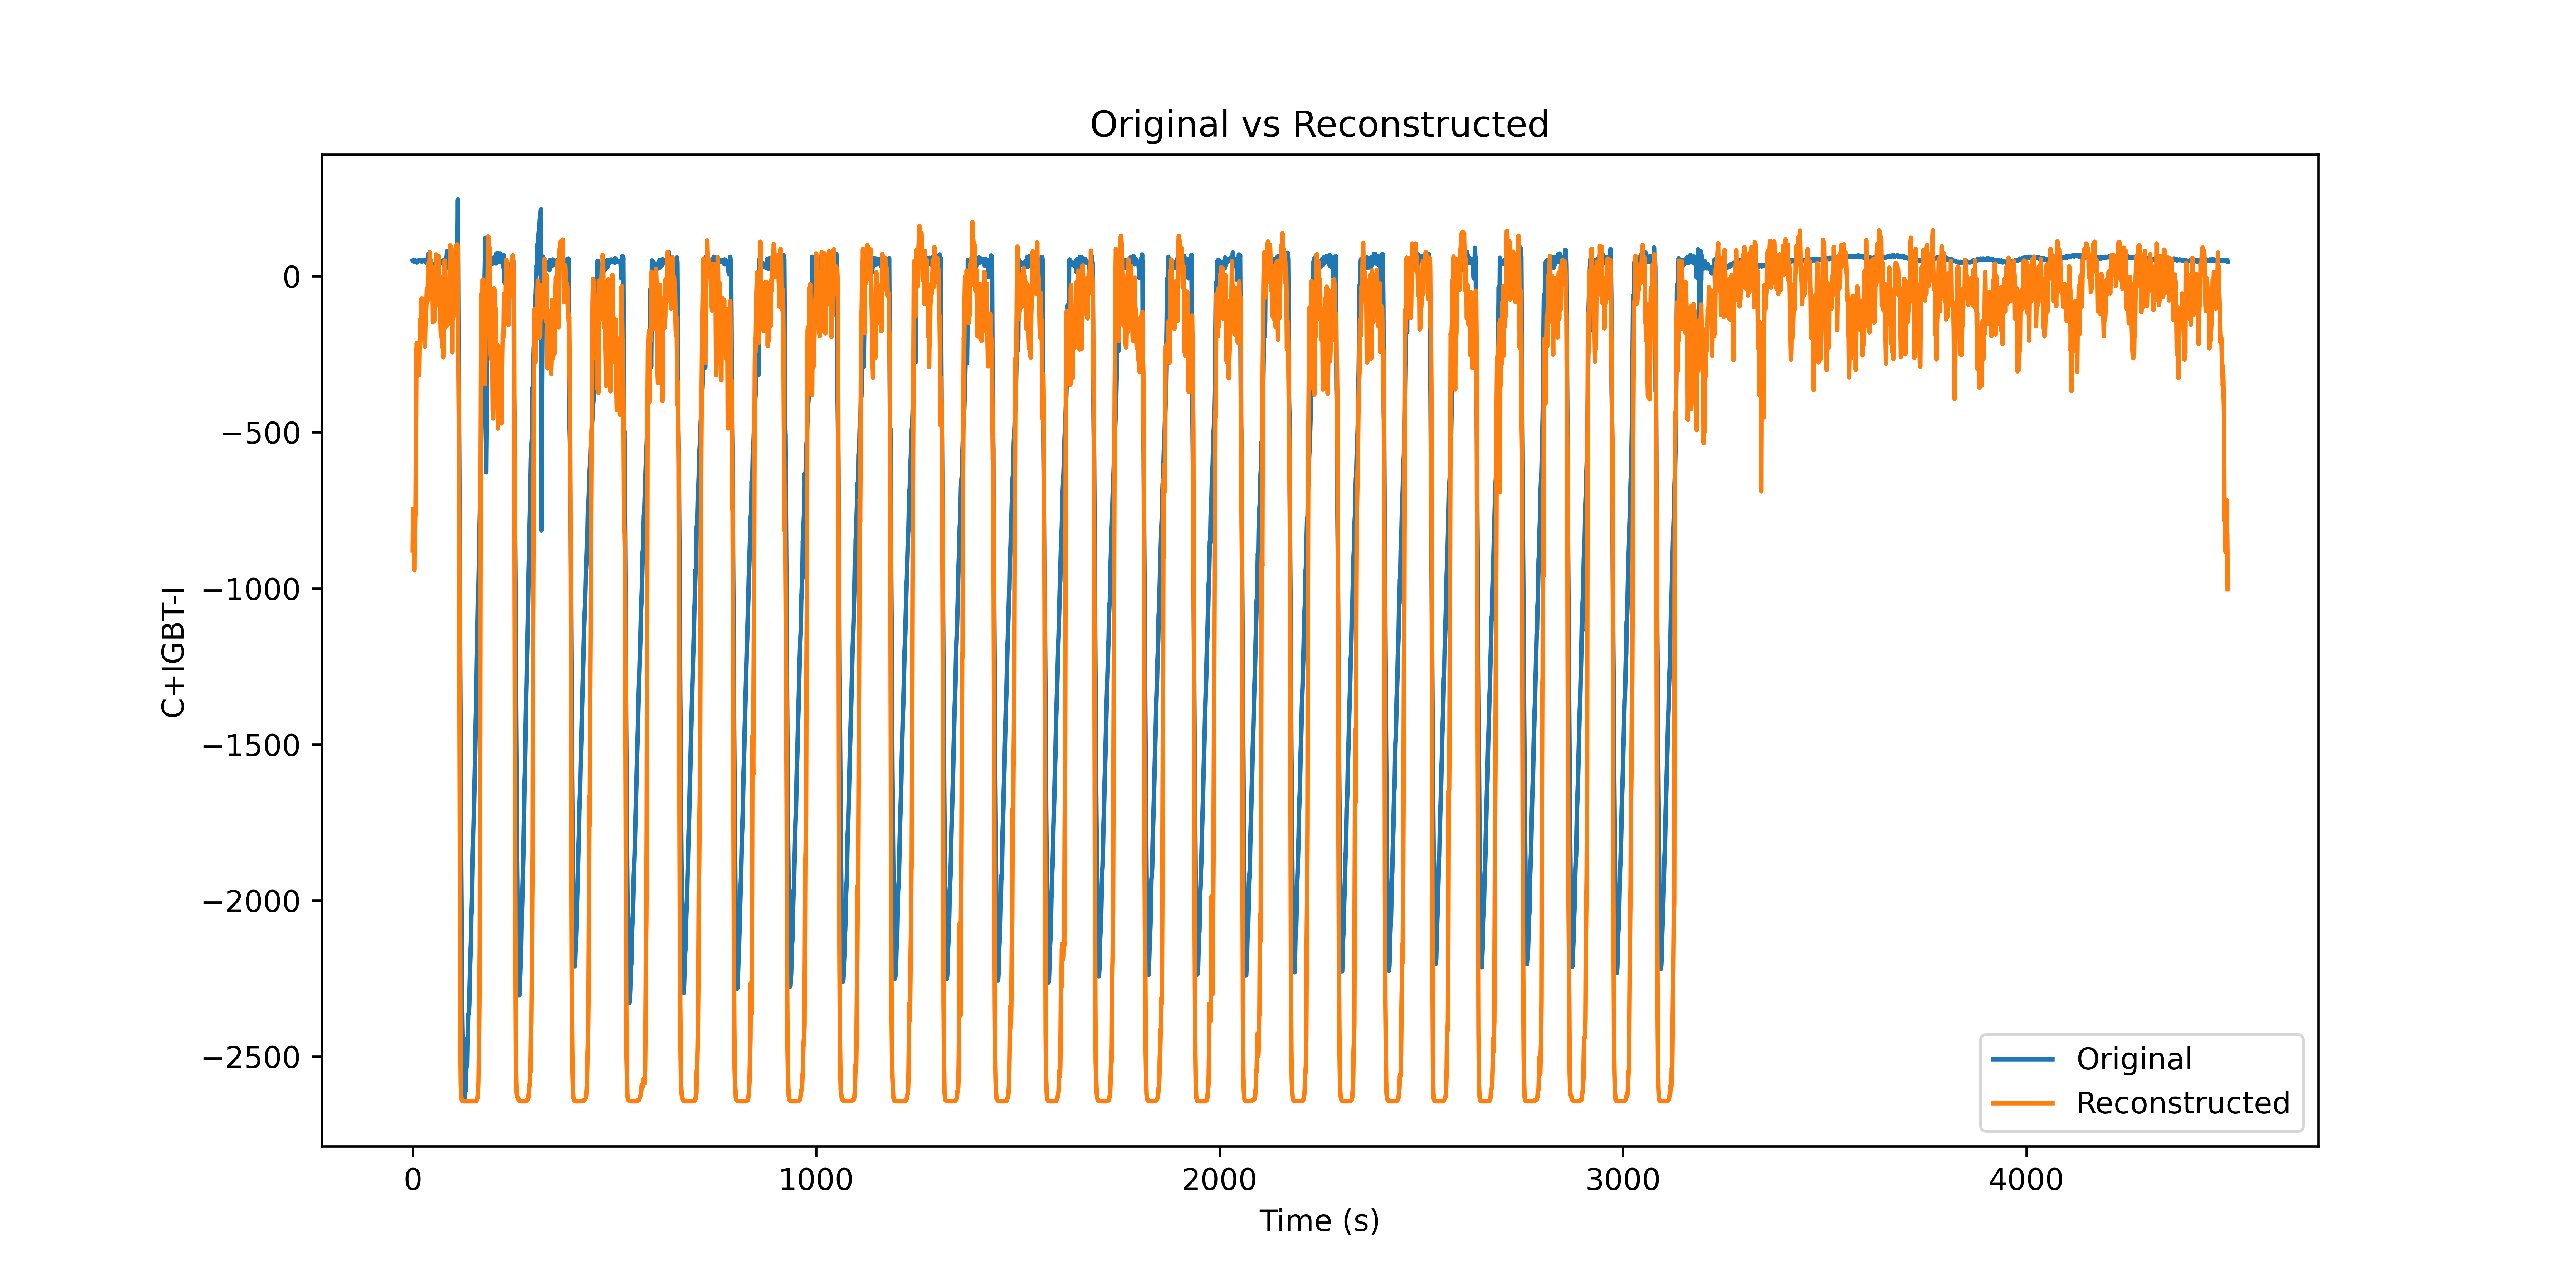 Original vs Reconstructed
C+IGBT-I
0
−500
−1000
−1500
−2000
−2500
0 1000 2000 3000 4000
Time (s)
Original
Reconstructed